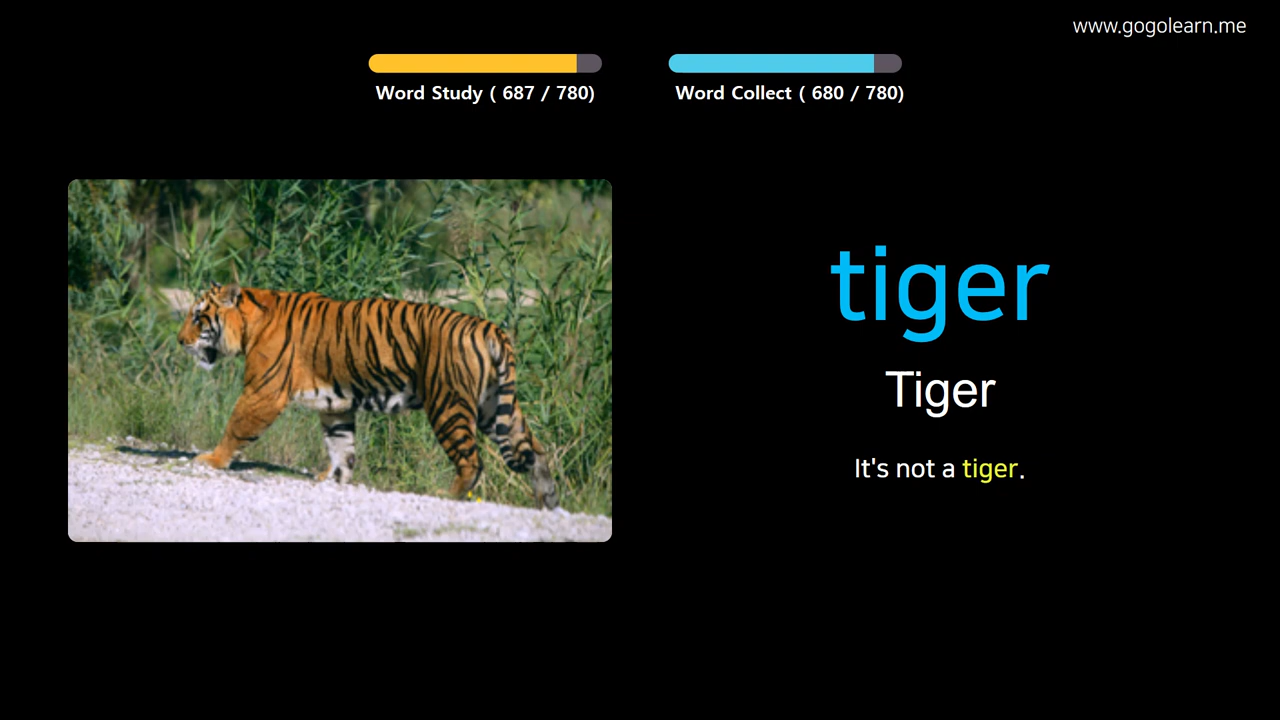 www.gogolearn.me
Word Study ( 687 / 780)
Word Collect ( 680 / 780)
tiger
Tiger
It's not a tiger.